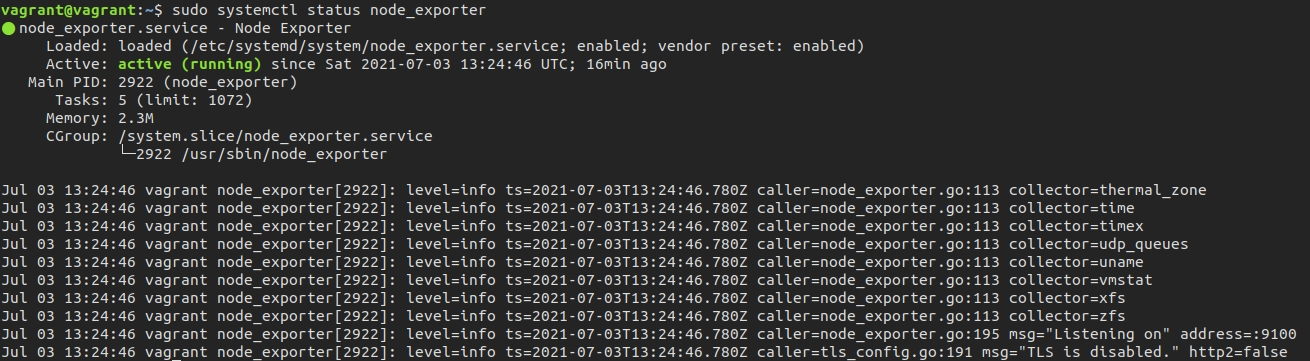 vagrant@vagrant:~$ sudo systemctl status node_exporter
● node_exporter.service - Node Exporter
     Loaded: loaded (/etc/systemd/system/node_exporter.service; enabled; vendor preset: enabled)
     Active: active (running) since Sat 2021-07-03 13:24:46 UTC; 16min ago
   Main PID: 2922 (node_exporter)
      Tasks: 5 (limit: 1072)
     Memory: 2.3M
     CGroup: /system.slice/node_exporter.service
             └─2922 /usr/sbin/node_exporter

Jul 03 13:24:46 vagrant node_exporter[2922]: level=info ts=2021-07-03T13:24:46.780Z caller=node_exporter.go:113 collector=thermal_zone
Jul 03 13:24:46 vagrant node_exporter[2922]: level=info ts=2021-07-03T13:24:46.780Z caller=node_exporter.go:113 collector=time
Jul 03 13:24:46 vagrant node_exporter[2922]: level=info ts=2021-07-03T13:24:46.780Z caller=node_exporter.go:113 collector=timex
Jul 03 13:24:46 vagrant node_exporter[2922]: level=info ts=2021-07-03T13:24:46.780Z caller=node_exporter.go:113 collector=udp_queues
Jul 03 13:24:46 vagrant node_exporter[2922]: level=info ts=2021-07-03T13:24:46.780Z caller=node_exporter.go:113 collector=uname
Jul 03 13:24:46 vagrant node_exporter[2922]: level=info ts=2021-07-03T13:24:46.780Z caller=node_exporter.go:113 collector=vmstat
Jul 03 13:24:46 vagrant node_exporter[2922]: level=info ts=2021-07-03T13:24:46.780Z caller=node_exporter.go:113 collector=xfs
Jul 03 13:24:46 vagrant node_exporter[2922]: level=info ts=2021-07-03T13:24:46.780Z caller=node_exporter.go:113 collector=zfs
Jul 03 13:24:46 vagrant node_exporter[2922]: level=info ts=2021-07-03T13:24:46.780Z caller=node_exporter.go:195 msg="Listening on" address=:9100
Jul 03 13:24:46 vagrant node_exporter[2922]: level=info ts=2021-07-03T13:24:46.780Z caller=tls_config.go:191 msg="TLS is disabled." http2=false